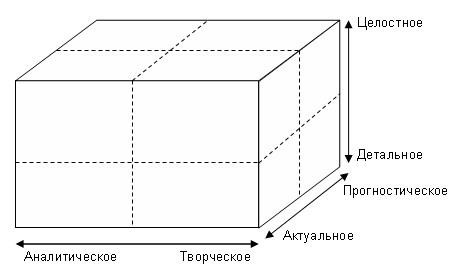 Целостное
Детальное
Прогностическое
Актуальное
Аналитическое
Творческое